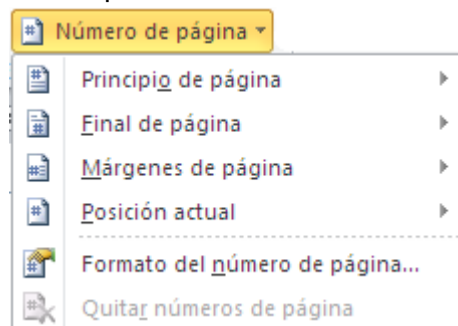 Número de página
Principio de página
Final de página
Márgenes de página
Posición actual
Formato del número de página...
Quitar números de página